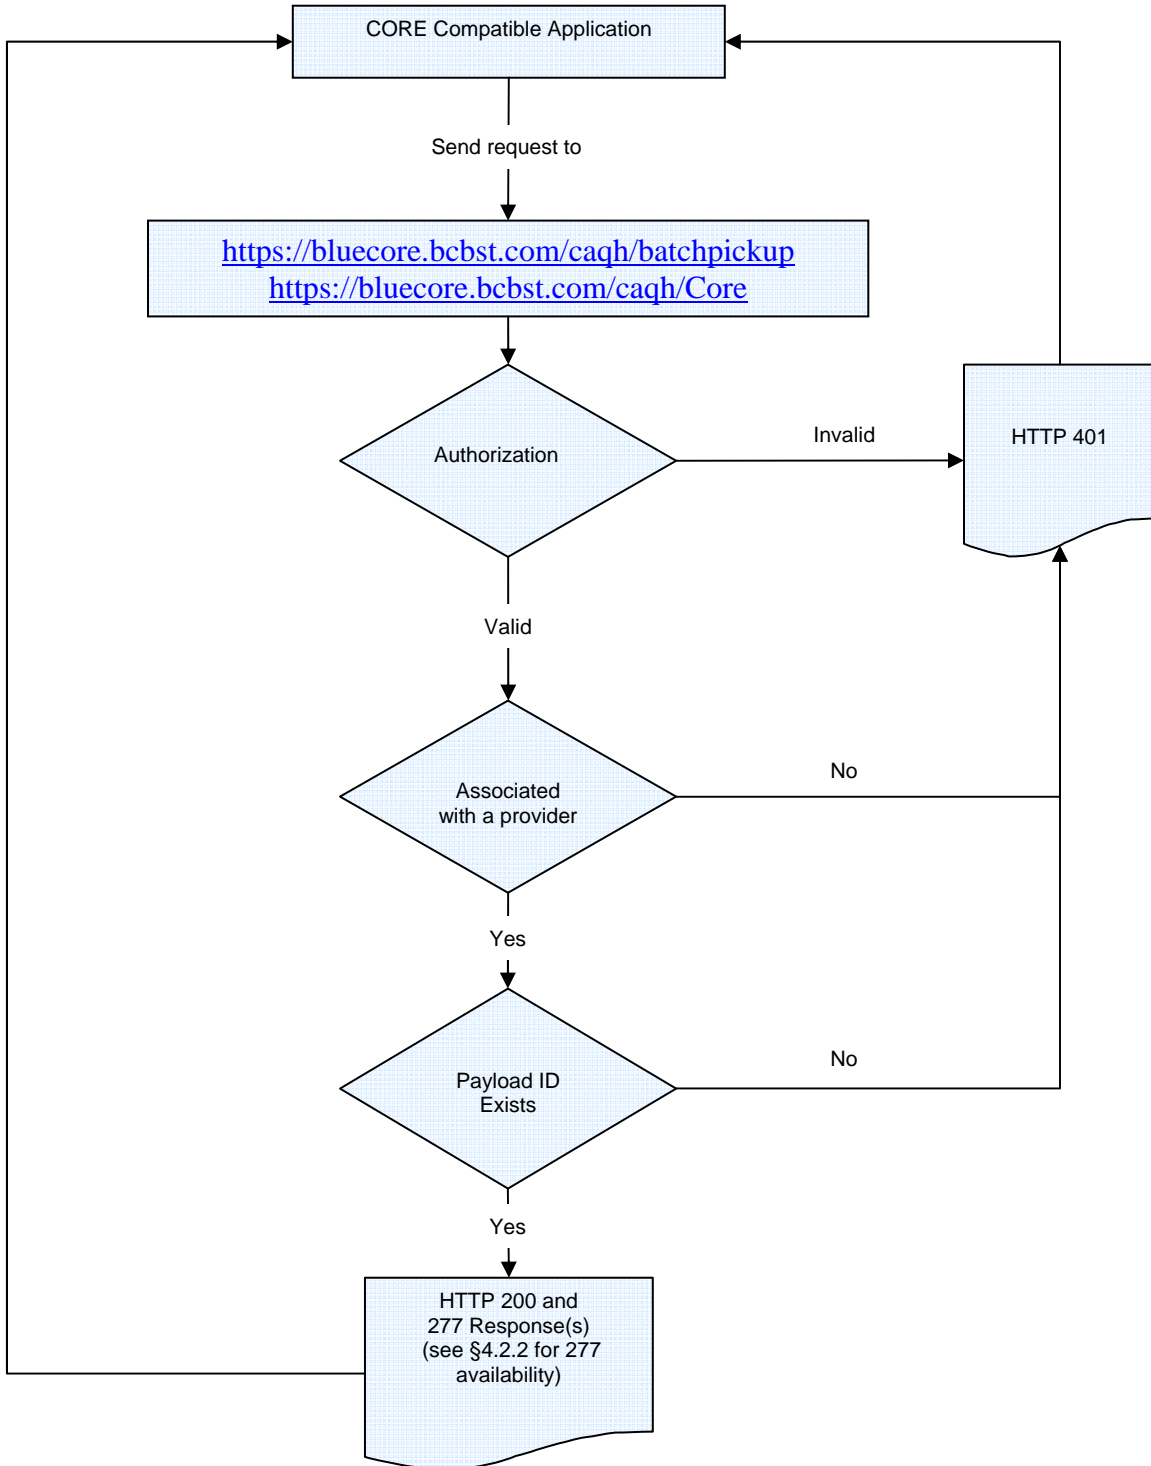 CORE Compatible Application
Send request to
https://bluecore.bcbst.com/caqh/batchpickup
https://bluecore.bcbst.com/caqh/Core
Authorization
Invalid
HTTP 401
Valid
Associated
with a provider
No
Yes
Payload ID
Exists
No
Yes
HTTP 200 and
277 Response(s)
(see §4.2.2 for 277
availability)